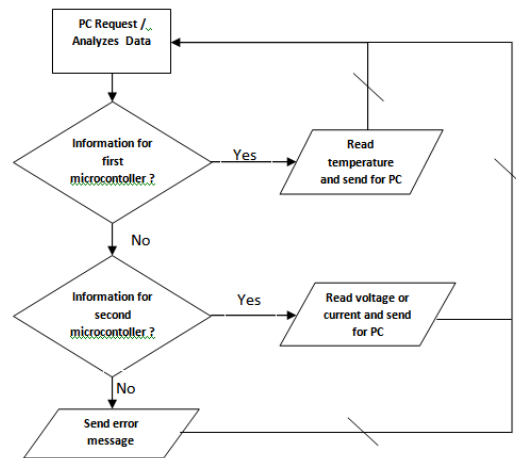 PC Request /
Analyzes Data
Information for
first
microcontoller ?
Yes
Read
temperature
and send for PC
No
Information for
second
microcontoller ?
Yes
Read voltage or
current and send
for PC
No
Send error
message